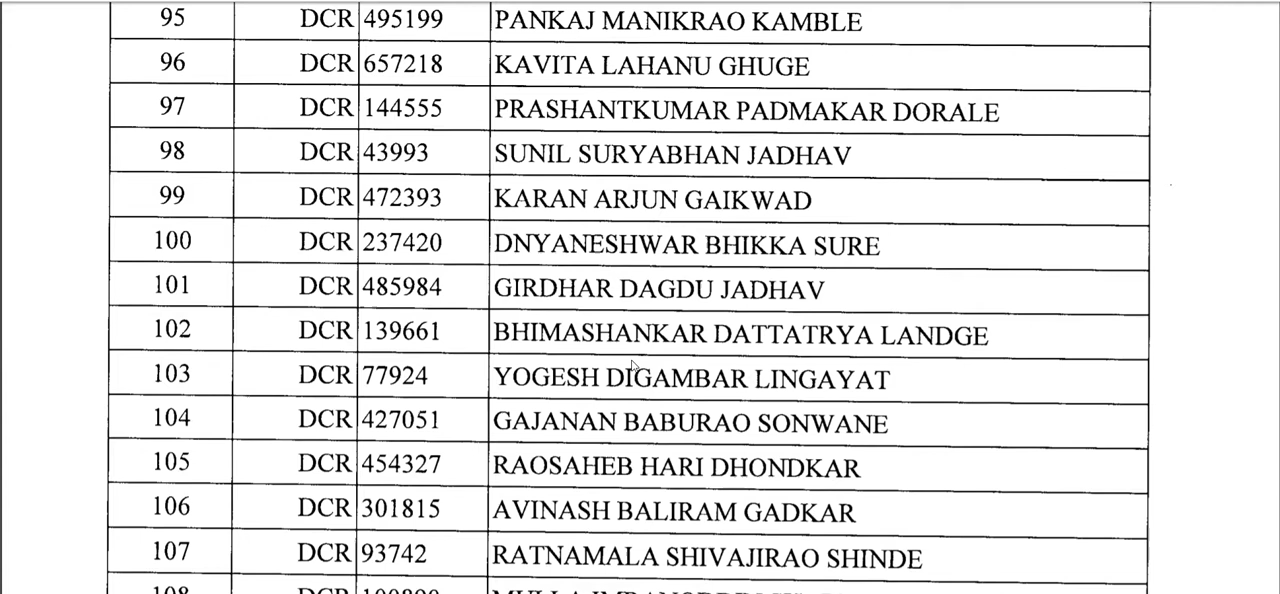 95 DCR 495199 PANKAJ MANIKRAO KAMBLE
96 DCR 657218 KAVITA LAHANU GHUGE
97 DCR 144555 PRASHANTKUMAR PADMAKAR DORALE
98 DCR 43993 SUNIL SURYABHAN JADHAV
99 DCR 472393 KARAN ARJUN GAIKWAD
100 DCR 237420 DNYANESHWAR BHIKKA SURE
101 DCR 485984 GIRDHAR DAGDU JADHAV
102 DCR 139661 BHIMASHANKAR DATTATRYA LANDGE
103 DCR 77924 YOGESH DIGAMBAR LINGAYAT
104 DCR 427051 GAJANAN BABURAO SONWANE
105 DCR 454327 RAOSAHEB HARI DHONDKAR
106 DCR 301815 AVINASH BALIRAM GADKAR
107 DCR 93742 RATNAMALA SHIVAJIRAO SHINDE
108 DCR